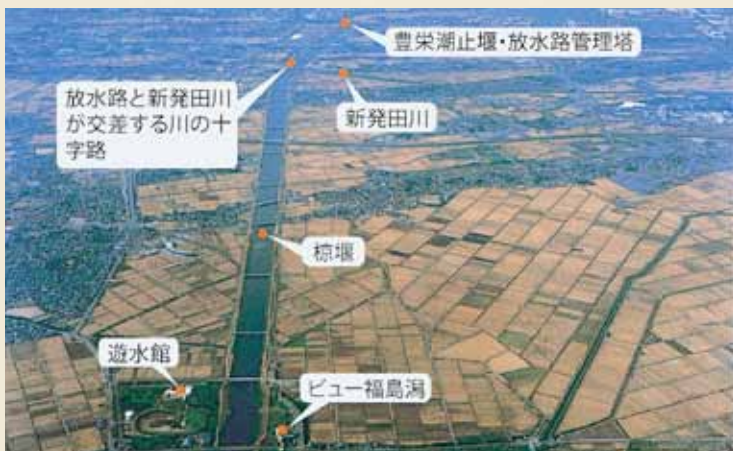 豊栄潮止堰・放水路管理塔
放水路と新発田川
が交差する川の十
字路
新発田川
椋堰
遊水館
ビュー福島潟